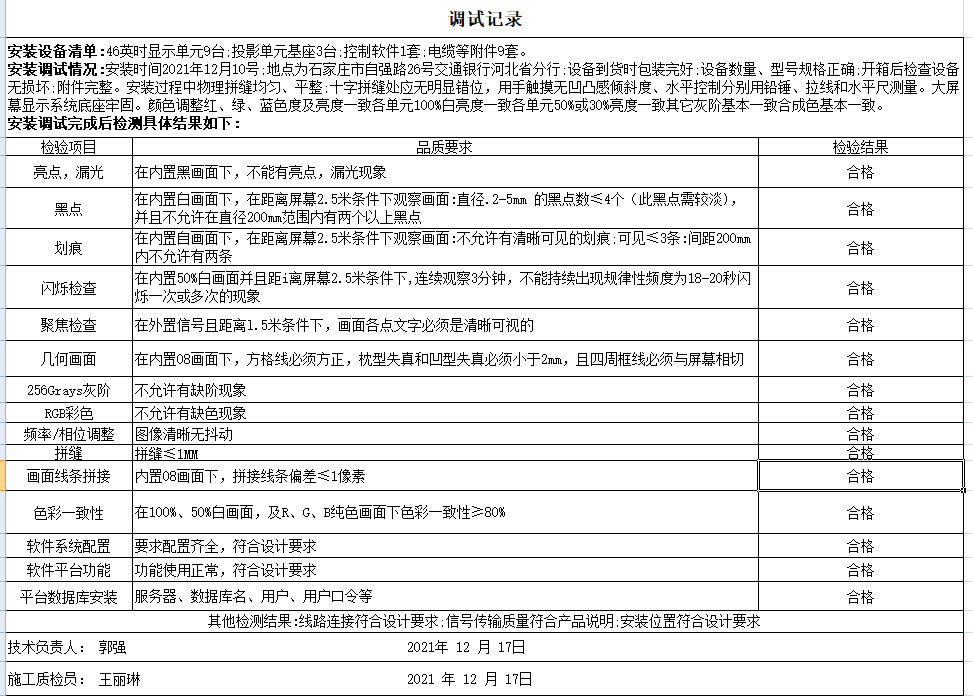 调试记录
安装设备清单:46英时显示单元9台;投影单元基座3台;控制软件1套;电缆等附件9套。
安装调试情况:安装时间2021年12月10号;地点为石家庄市自强路26号交通银行河北省分行;设备到货时包装完好;设备数量、型号规格正确;开箱后检查设备
无损坏;附件完整。安装过程中物理拼缝均匀、平整;十字拼缝处应无明显错位，用手触摸无凹凸感倾斜度、水平控制分别用铅锤、拉线和水平尺测量。大屏
幕显示系统底座牢固。颜色调整红、绿、蓝色度及亮度一致各单元100%白亮度一致各单元50%或30%亮度一致其它灰阶基本一致合成色基本一致。
安装调试完成后检测具体结果如下:
检验项目 品质要求 检验结果
亮点，漏光 在内置黑画面下，不能有亮点，漏光现象 合格
黑点 在内置白画面下，在距离屏幕2.5米条件下观察画面:直径.2-5mm 的黑点数≤4个（此黑点需较淡），
并且不允许在直径200mm范围内有两个以上黑点 合格
划痕 在内置自画面下，在距离屏幕2.5米条件下观察画面:不允许有清晰可见的划痕;可见≤3条:间距200mm
内不允许有两条 合格
闪烁检查 在内置50%白画面并且距i离屏幕2.5米条件下,连续观察3分钟，不能持续出现规律性频度为18-20秒闪
烁一次或多次的现象 合格
聚焦检查 在外置信号且距离1.5米条件下，画面各点文字必须是清晰可视的 合格
几何画面 在内置08画面下，方格线必须方正，枕型失真和凹型失真必须小于2mm，且四周框线必须与屏幕相切 合格
256Grays灰阶 不允许有缺阶现象 合格
RGB彩色 不允许有缺色现象 合格
频率/相位调整 图像清晰无抖动 合格
拼缝 拼缝≤1MM 合格
画面线条拼接 内置08画面下，拼接线条偏差≤1像素 合格
色彩一致性 在100%、50%白画面，及R、G、B纯色画面下色彩一致性≥80% 合格
软件系统配置 要求配置齐全，符合设计要求 合格
软件平台功能 功能使用正常，符合设计要求 合格
平台数据库安装 服务器、数据库名、用户、用户口令等 合格
其他检测结果:线路连接符合设计要求;信号传输质量符合产品说明;安装位置符合设计要求
技术负责人: 郭强 2021年 12 月 17日
施工质检员: 王丽琳 2021 年 12 月 17日